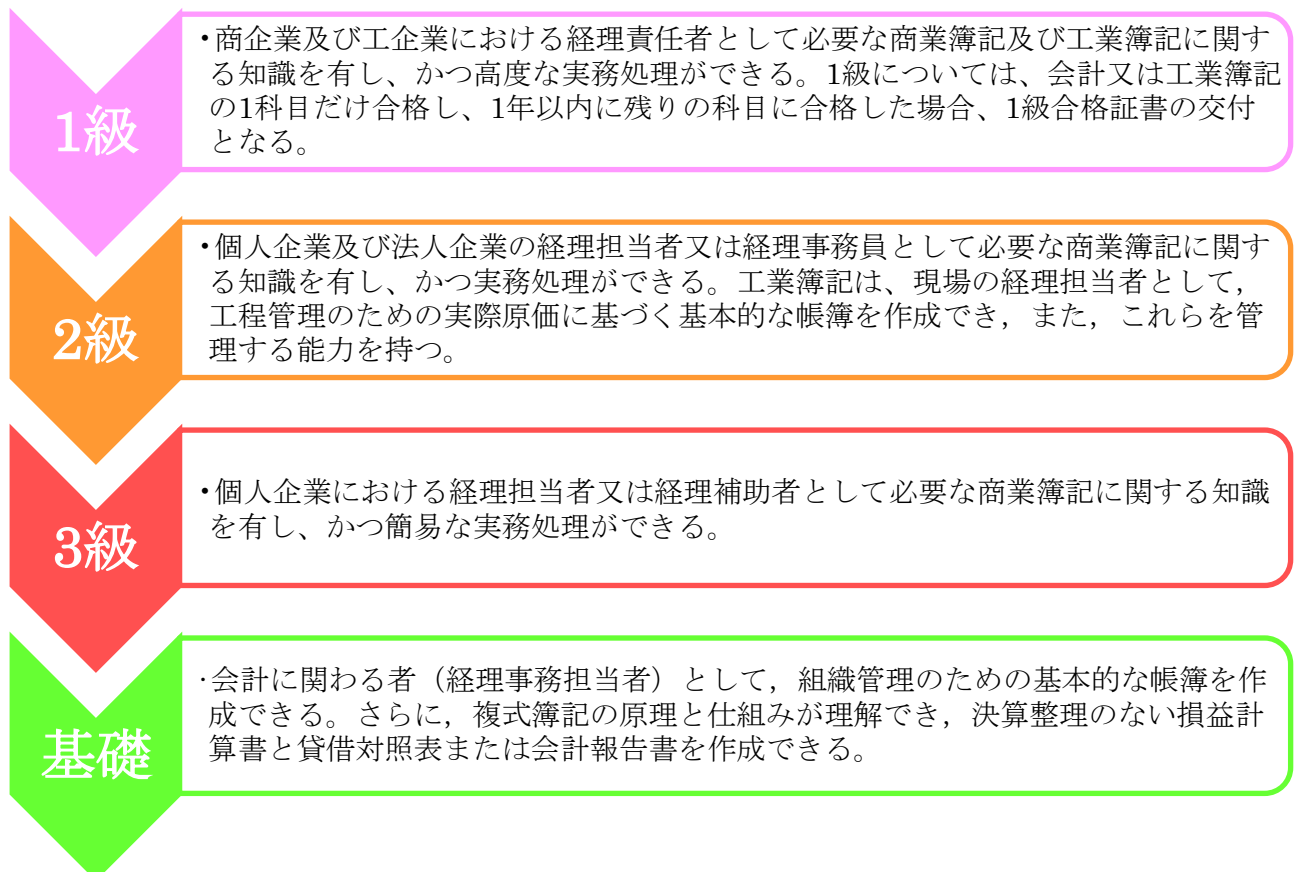 1級
・商企業及び工企業における経理責任者として必要な商業簿記及び工業簿記に関す
る知識を有し、かつ高度な実務処理ができる。1級については、会計又は工業簿記
の1科目だけ合格し、1年以内に残りの科目に合格した場合、1級合格証書の交付
となる。
2級
・個人企業及び法人企業の経理担当者又は経理事務員として必要な商業簿記に関す
る知識を有し、かつ実務処理ができる。工業簿記は、現場の経理担当者として，
工程管理のための実際原価に基づく基本的な帳簿を作成でき，また，これらを管
理する能力を持つ。
3級
・個人企業における経理担当者又は経理補助者として必要な商業簿記に関する知識
を有し、かつ簡易な実務処理ができる。
基礎
・会計に関わる者（経理事務担当者）として，組織管理のための基本的な帳簿を作
成できる。さらに，複式簿記の原理と仕組みが理解でき，決算整理のない損益計
算書と貸借対照表または会計報告書を作成できる。